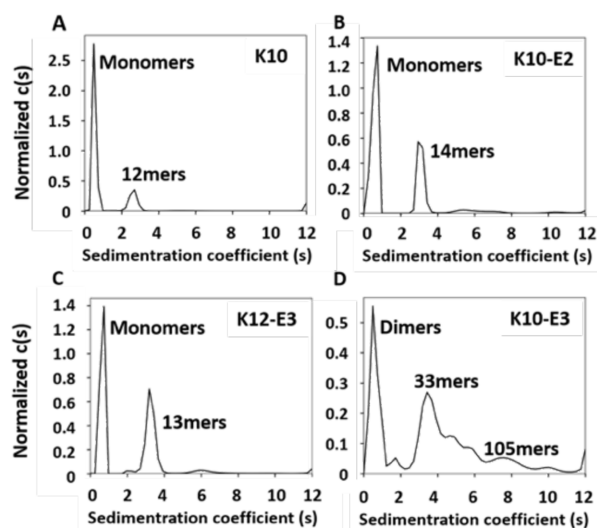 A
K10
Normalized c(s)
2.5
2.0
1.5
1.0
0.5
0
Monomers
12mers
0 2 4 6 8 10 12
Sedimentration coefficient (s)
B
K10-E2
1.4
1.2
1.0
0.8
0.6
0.4
0.2
0
Monomers
14mers
0 2 4 6 8 10 12
Sedimentration coefficient (s)
C
K12-E3
Normalized c(s)
1.4
1.2
1.0
0.8
0.6
0.4
0.2
0
Monomers
13mers
0 2 4 6 8 10 12
Sedimentration coefficient (s)
D
K10-E3
0.5
0.4
0.3
0.2
0.1
0
Dimers
33mers
105mers
0 2 4 6 8 10 12
Sedimentration coefficient (s)